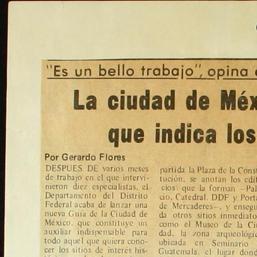 "Es un bello trabajo", opina
La ciudad de Méx
que indica los
Por Gerardo Flores
DESPUES DE varios meses
de trabajo en el que intervi-
nieron diez especialistas, el
Departamento del Distrito
Federal acaba de lanzar una
nueva Guía de la Ciudad de
México, que constituye un
auxiliar indispensable para
todo aquel que quiera cono-
cer los sitios de interés his-
partida la Plaza de la Consti-
tución, se anotan los edifi-
cios que la forman —Pal-
cio, Catedral, DDF y Port
de Mercaderes—, y enseg
da otros sitios inmediato
como el Museo de la Ci
dad, la zona arqueológi
ubicada en Seminario
Guatemala, el lugar dond